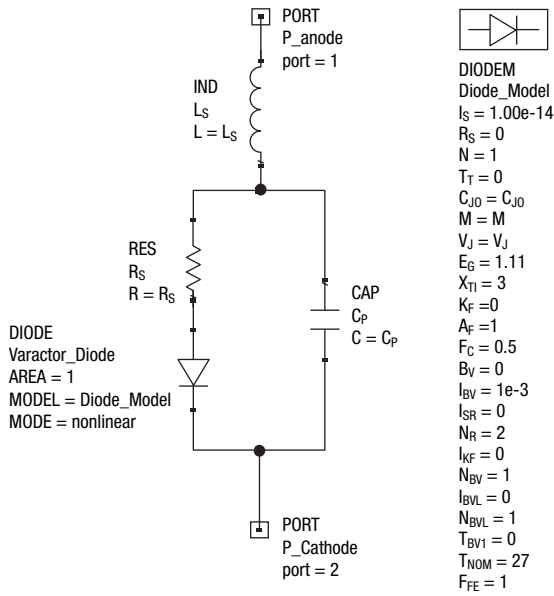 PORT
P_anode
port = 1
IND
LS
L = LS
RES
RS
R = RS
CAP
CP
C = CP
DIODE
Varactor_Diode
AREA = 1
MODEL = Diode_Model
MODE = nonlinear
PORT
P_Cathode
port = 2
DIODEM
Diode_Model
IS = 1.00e-14
RS = 0
N = 1
TT = 0
CJ0 = CJ0
M = M
VJ = VJ
EG = 1.11
XTI = 3
KF =0
AF =1
FC = 0.5
BV = 0
IBV = 1e-3
ISR = 0
NR = 2
IKF = 0
NBV = 1
IBVL = 0
NBVL = 1
TBV1 = 0
TNOM = 27
FFE = 1